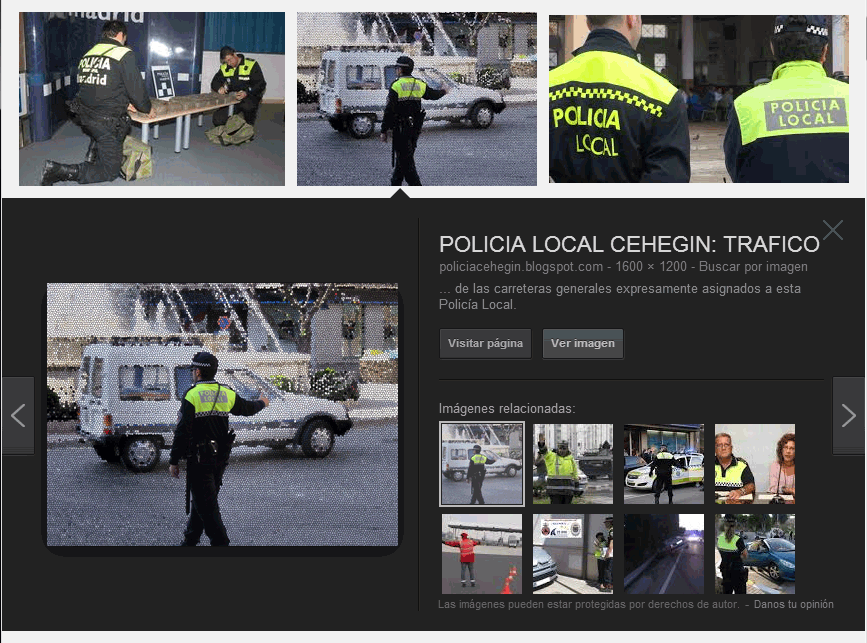 madrid
POLICIA
Madrid
POLICIA
LOCAL
POLICIA
LOCAL
POLICIA LOCAL CEHEGIN: TRAFICO
policiacehegin.blogspot.com - 1600 × 1200 - Buscar por imagen
... de las carreteras generales expresamente asignados a esta
Policía Local.
Visitar página
Ver imagen
Imágenes relacionadas:
Las imágenes pueden estar protegidas por derechos de autor. - Danos tu opinión